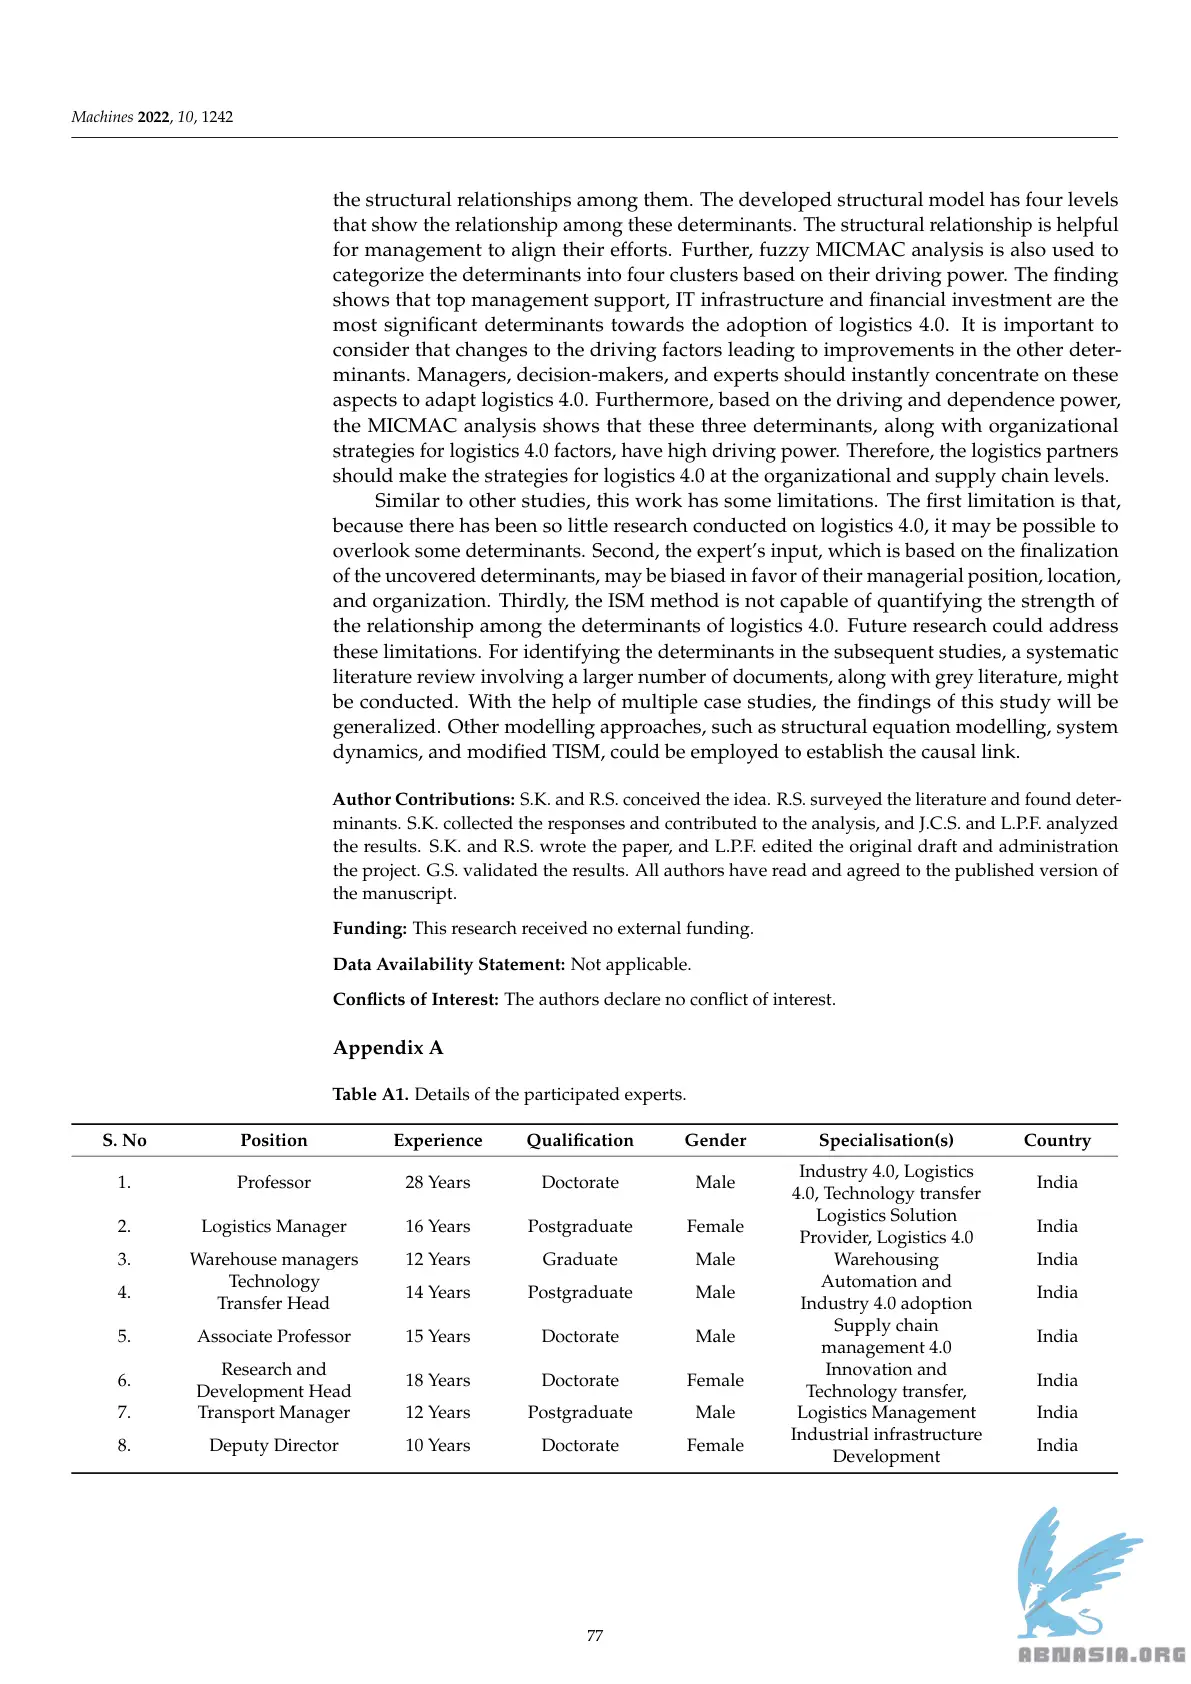 Machines 2022, 10, 1242
the structural relationships among them. The developed structural model has four levels
that show the relationship among these determinants. The structural relationship is helpful
for management to align their efforts. Further, fuzzy MICMAC analysis is also used to
categorize the determinants into four clusters based on their driving power. The finding
shows that top management support, IT infrastructure and financial investment are the
most significant determinants towards the adoption of logistics 4.0. It is important to
consider that changes to the driving factors leading to improvements in the other deter-
minants. Managers, decision-makers, and experts should instantly concentrate on these
aspects to adapt logistics 4.0. Furthermore, based on the driving and dependence power,
the MICMAC analysis shows that these three determinants, along with organizational
strategies for logistics 4.0 factors, have high driving power. Therefore, the logistics partners
should make the strategies for logistics 4.0 at the organizational and supply chain levels.
Similar to other studies, this work has some limitations. The first limitation is that,
because there has been so little research conducted on logistics 4.0, it may be possible to
overlook some determinants. Second, the expert's input, which is based on the finalization
of the uncovered determinants, may be biased in favor of their managerial position, location,
and organization. Thirdly, the ISM method is not capable of quantifying the strength of
the relationship among the determinants of logistics 4.0. Future research could address
these limitations. For identifying the determinants in the subsequent studies, a systematic
literature review involving a larger number of documents, along with grey literature, might
be conducted. With the help of multiple case studies, the findings of this study will be
generalized. Other modelling approaches, such as structural equation modelling, system
dynamics, and modified TISM, could be employed to establish the causal link.
Author Contributions: S.K. and R.S. conceived the idea. R.S. surveyed the literature and found deter-
minants. S.K. collected the responses and contributed to the analysis, and J.C.S. and L.P.F. analyzed
the results. S.K. and R.S. wrote the paper, and L.P.F. edited the original draft and administration
the project. G.S. validated the results. All authors have read and agreed to the published version of
the manuscript.
Funding: This research received no external funding.
Data Availability Statement: Not applicable.
Conflicts of Interest: The authors declare no conflict of interest.
Appendix A
Table A1. Details of the participated experts.
S. No Position Experience Qualification Gender Specialisation(s) Country
1. Professor 28 Years Doctorate Male Industry 4.0, Logistics
4.0, Technology transfer India
2. Logistics Manager 16 Years Postgraduate Female Logistics Solution
Provider, Logistics 4.0 India
3. Warehouse managers 12 Years Graduate Male Warehousing India
4. Technology
Transfer Head 14 Years Postgraduate Male Automation and
Industry 4.0 adoption India
5. Associate Professor 15 Years Doctorate Male Supply chain
management 4.0 India
6. Research and
Development Head 18 Years Doctorate Female Innovation and
Technology transfer, India
7. Transport Manager 12 Years Postgraduate Male Logistics Management India
8. Deputy Director 10 Years Doctorate Female Industrial infrastructure
Development India
77
ABNASIA.ORG